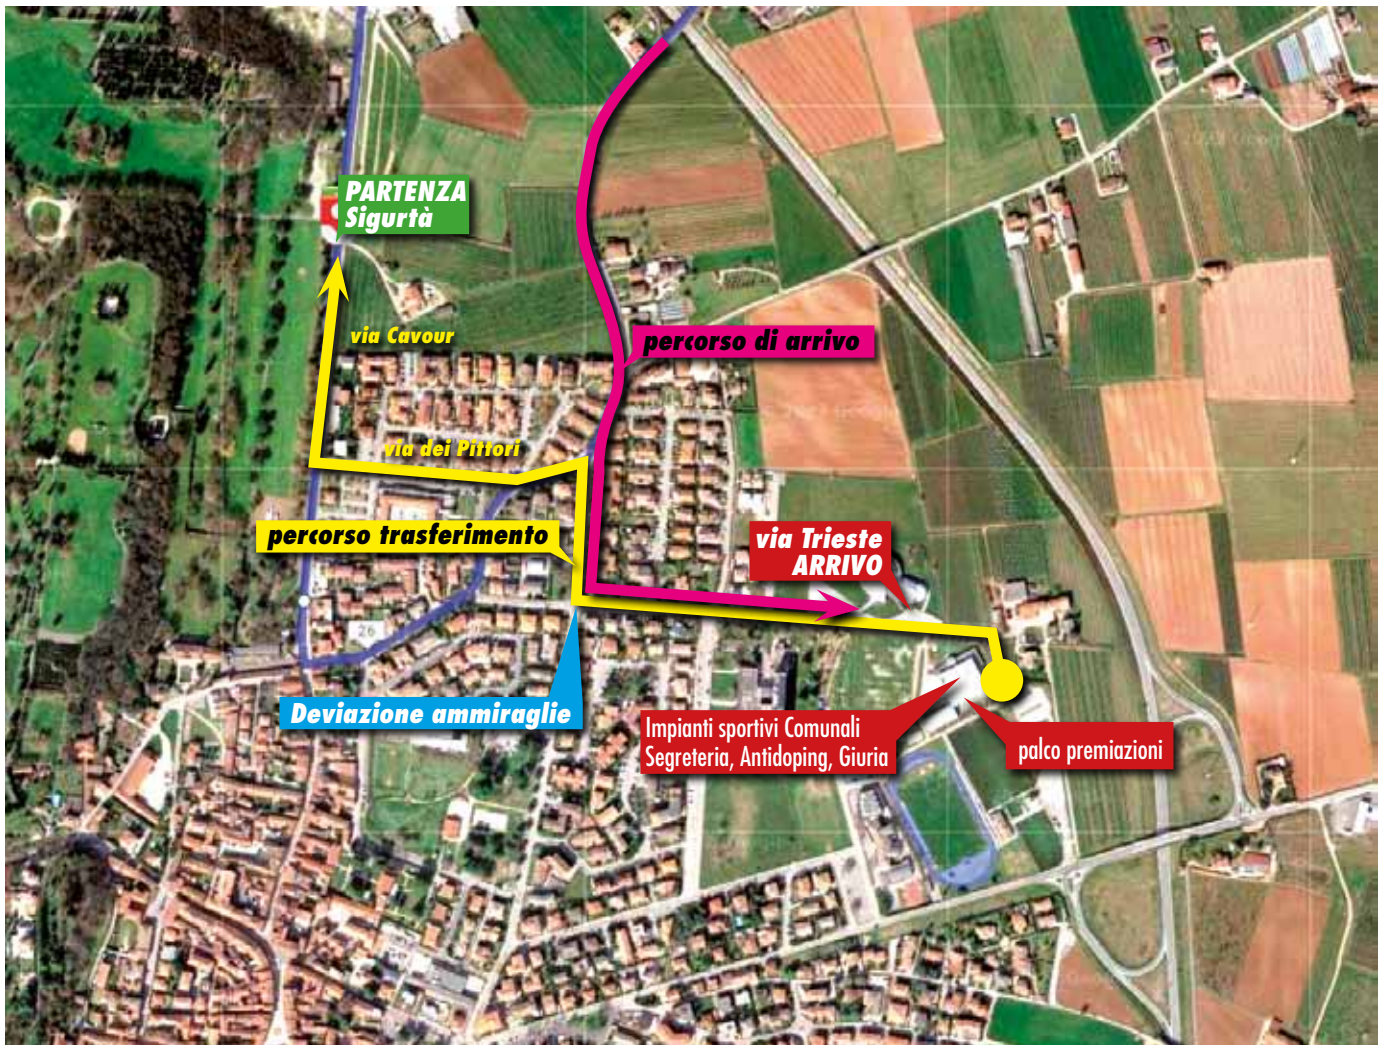 PARTENZA
Sigurtà
via Cavour
percorso di arrivo
via dei Pittori
percorso trasferimento
via Trieste
ARRIVO
26
Deviazione ammiraglie
Impianti sportivi Comunali
Segreteria, Antidoping, Giuria
palco premiazioni